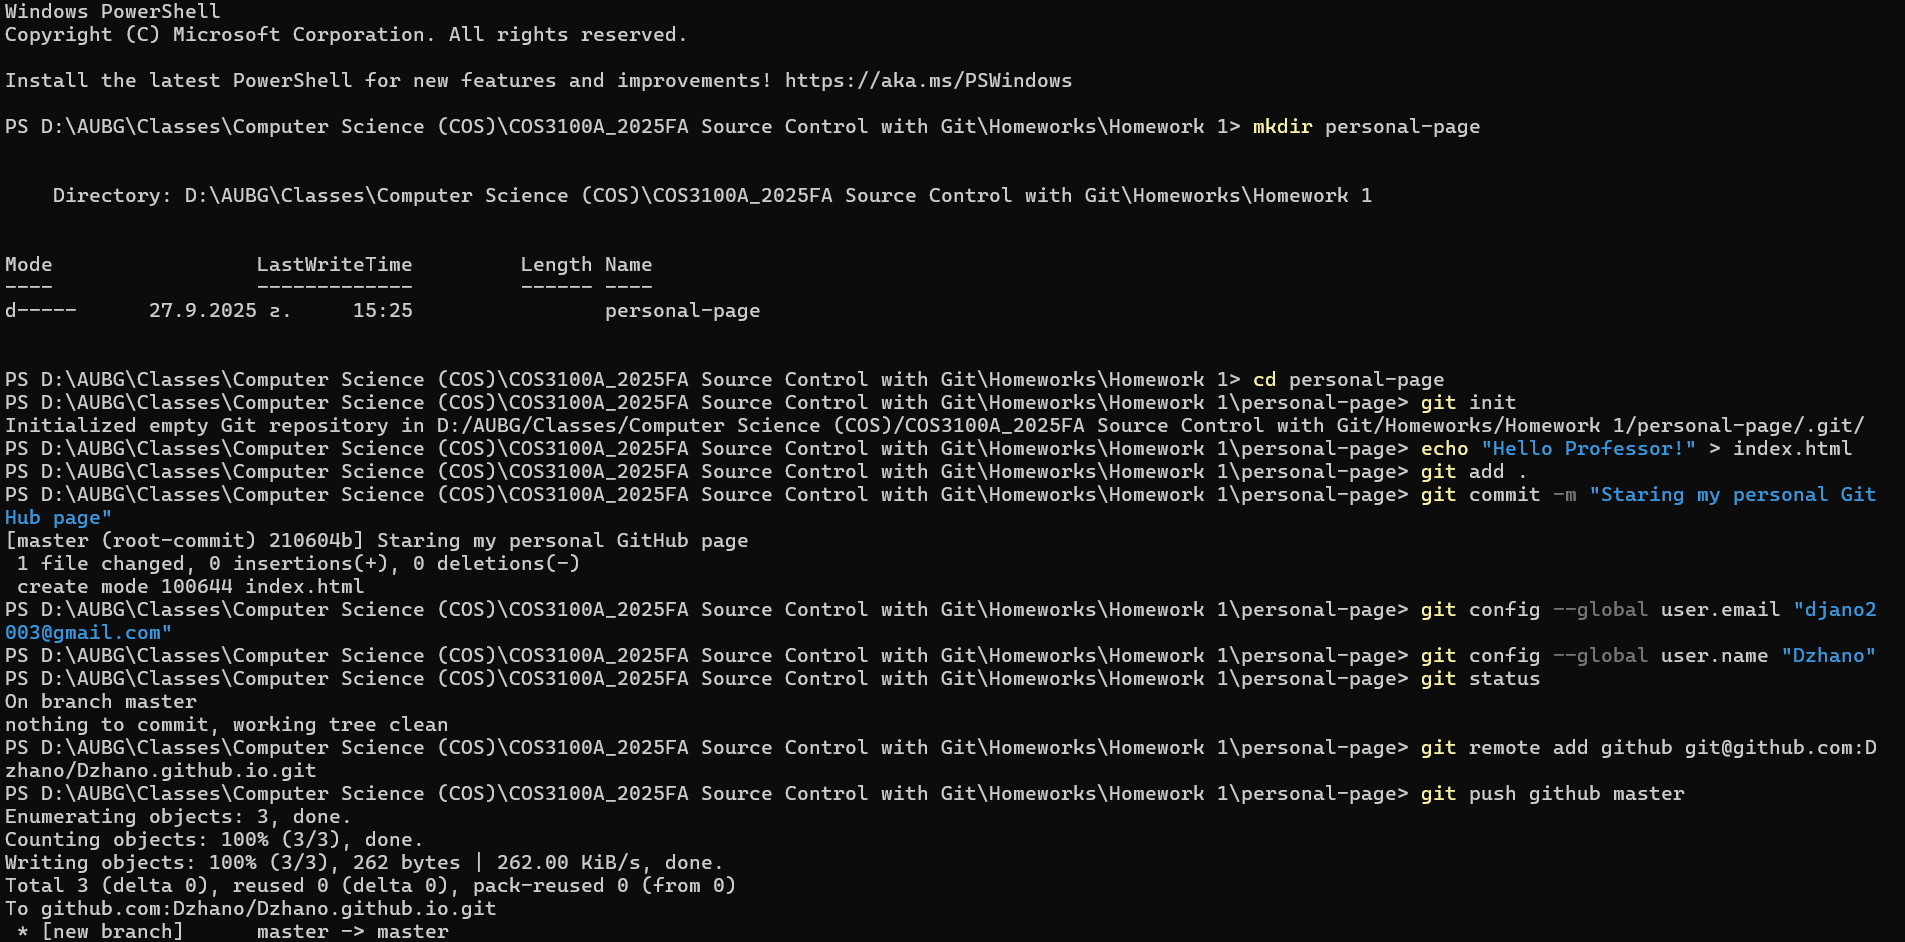 Windows PowerShell
Copyright (C) Microsoft Corporation. All rights reserved.
Install the latest PowerShell for new features and improvements! https://aka.ms/PSWindows
PS D:\AUBG\Classes\Computer Science (COS)\COS3100A_2025FA Source Control with Git\Homeworks\Homework 1> mkdir personal-page
    Directory: D:\AUBG\Classes\Computer Science (COS)\COS3100A_2025FA Source Control with Git\Homeworks\Homework 1
Mode                 LastWriteTime         Length Name
----                 -------------         ------ ----
d-----      27.9.2025 г.     15:25                personal-page
PS D:\AUBG\Classes\Computer Science (COS)\COS3100A_2025FA Source Control with Git\Homeworks\Homework 1> cd personal-page
PS D:\AUBG\Classes\Computer Science (COS)\COS3100A_2025FA Source Control with Git\Homeworks\Homework 1\personal-page> git init
Initialized empty Git repository in D:/AUBG/Classes/Computer Science (COS)/COS3100A_2025FA Source Control with Git/Homeworks/Homework 1/personal-page/.git/
PS D:\AUBG\Classes\Computer Science (COS)\COS3100A_2025FA Source Control with Git\Homeworks\Homework 1\personal-page> echo "Hello Professor!" > index.html
PS D:\AUBG\Classes\Computer Science (COS)\COS3100A_2025FA Source Control with Git\Homeworks\Homework 1\personal-page> git add .
PS D:\AUBG\Classes\Computer Science (COS)\COS3100A_2025FA Source Control with Git\Homeworks\Homework 1\personal-page> git commit -m "Staring my personal Git
Hub page"
[master (root-commit) 210604b] Staring my personal GitHub page
 1 file changed, 0 insertions(+), 0 deletions(-)
 create mode 100644 index.html
PS D:\AUBG\Classes\Computer Science (COS)\COS3100A_2025FA Source Control with Git\Homeworks\Homework 1\personal-page> git config --global user.email "djano2
003@gmail.com"
PS D:\AUBG\Classes\Computer Science (COS)\COS3100A_2025FA Source Control with Git\Homeworks\Homework 1\personal-page> git config --global user.name "Dzhano"
PS D:\AUBG\Classes\Computer Science (COS)\COS3100A_2025FA Source Control with Git\Homeworks\Homework 1\personal-page> git status
On branch master
nothing to commit, working tree clean
PS D:\AUBG\Classes\Computer Science (COS)\COS3100A_2025FA Source Control with Git\Homeworks\Homework 1\personal-page> git remote add github git@github.com:D
zhano/Dzhano.github.io.git
PS D:\AUBG\Classes\Computer Science (COS)\COS3100A_2025FA Source Control with Git\Homeworks\Homework 1\personal-page> git push github master
Enumerating objects: 3, done.
Counting objects: 100% (3/3), done.
Writing objects: 100% (3/3), 262 bytes | 262.00 KiB/s, done.
Total 3 (delta 0), reused 0 (delta 0), pack-reused 0 (from 0)
To github.com:Dzhano/Dzhano.github.io.git
 * [new branch]      master -> master